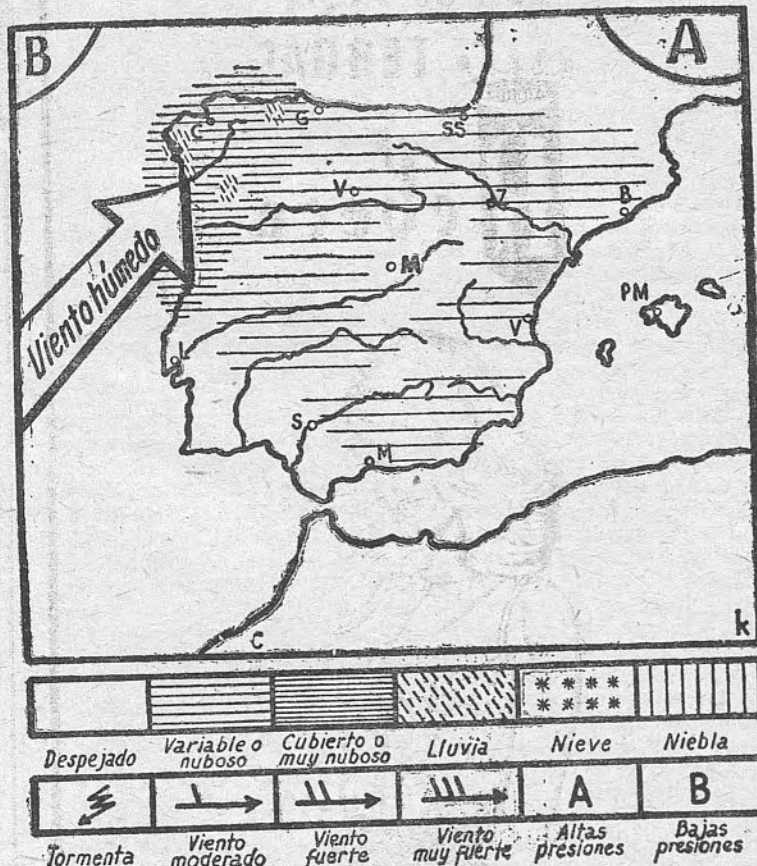 B
A
C
G
SS
V
Z
B
Viento húmedo
M
PM
V
L
S
M
C
k
Despejado
Variable o nuboso
Cubierto o muy nuboso
Lluvia
Nieve
Niebla
A
B
Tormenta
Viento moderado
Viento fuerte
Viento muy fuerte
Altas presiones
Bajas presiones